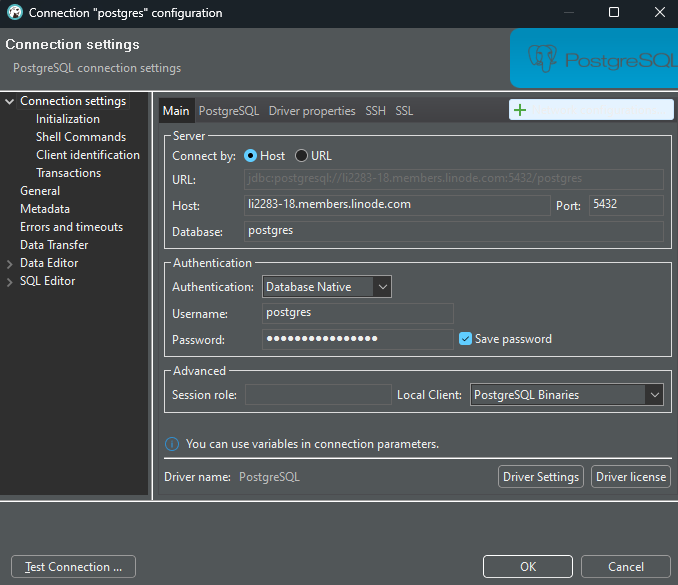 Connection "postgres" configuration
Connection settings
PostgreSQL connection settings
PostgreSQL
Connection settings
Initialization
Shell Commands
Client identification
Transactions
General
Metadata
Errors and timeouts
Data Transfer
Data Editor
SQL Editor
Main PostgreSQL Driver properties SSH SSL
Server
Connect by: Host URL
URL: jdbc:postgresql://li2283-18.members.linode.com:5432/postgres
Host: li2283-18.members.linode.com Port: 5432
Database: postgres
Authentication
Authentication: Database Native
Username: postgres
Password: •••••••••••••••• Save password
Advanced
Session role: Local Client: PostgreSQL Binaries
You can use variables in connection parameters.
Driver name: PostgreSQL Driver Settings Driver license
Test Connection ... OK Cancel